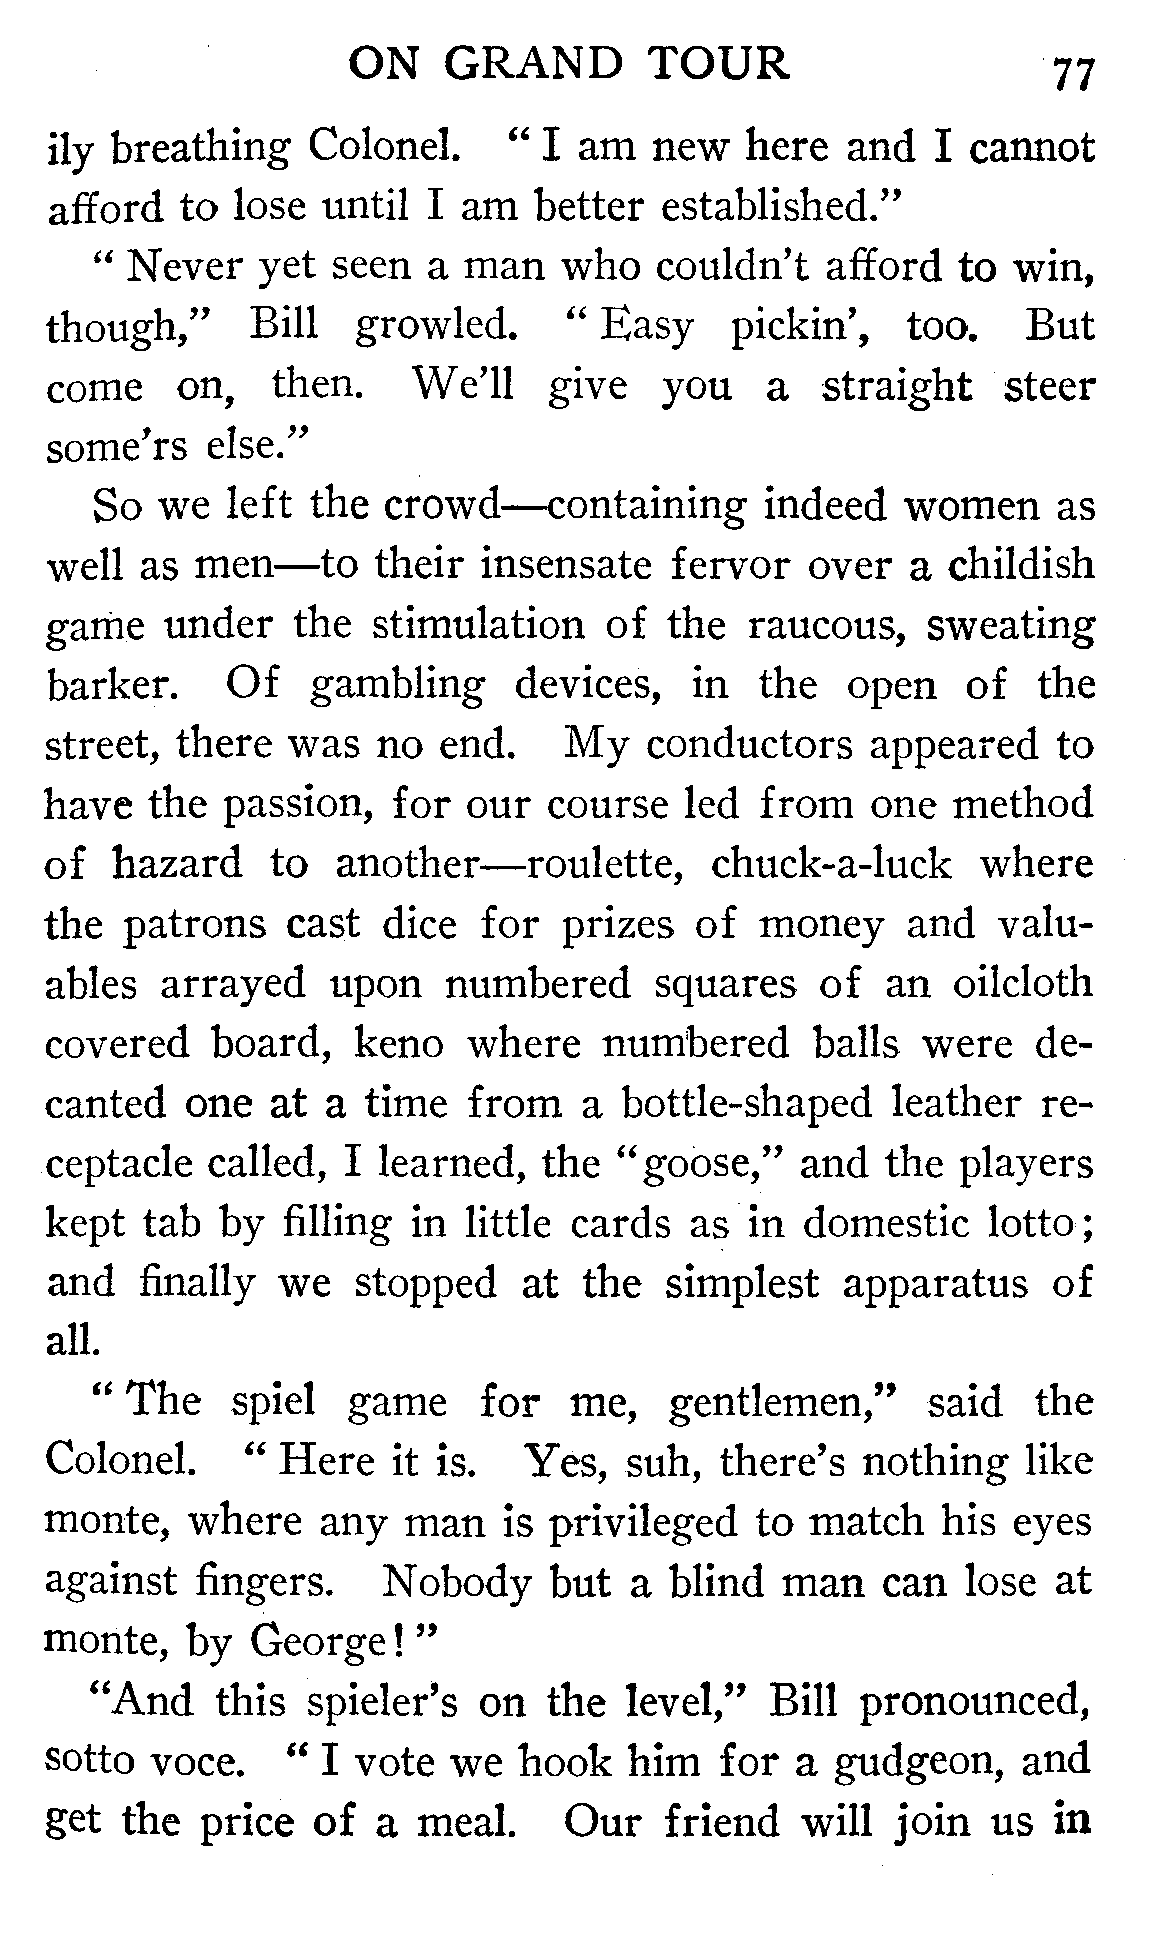 ON GRAND TOUR 77
ily breathing Colonel. “ I am new here and I cannot
afford to lose until I am better established.”
“ Never yet seen a man who couldn’t afford to win,
though,” Bill growled. “ Easy pickin’, too. But
come on, then. We’ll give you a straight steer
some’rs else.”
So we left the crowd—containing indeed women as
well as men—to their insensate fervor over a childish
game under the stimulation of the raucous, sweating
barker. Of gambling devices, in the open of the
street, there was no end. My conductors appeared to
have the passion, for our course led from one method
of hazard to another—roulette, chuck-a-luck where
the patrons cast dice for prizes of money and valu-
ables arrayed upon numbered squares of an oilcloth
covered board, keno where numbered balls were de-
canted one at a time from a bottle-shaped leather re-
ceptacle called, I learned, the “goose,” and the players
kept tab by filling in little cards as in domestic lotto;
and finally we stopped at the simplest apparatus of
all.
“ The spiel game for me, gentlemen,” said the
Colonel. “ Here it is. Yes, suh, there’s nothing like
monte, where any man is privileged to match his eyes
against fingers. Nobody but a blind man can lose at
monte, by George! ”
“And this spieler’s on the level,” Bill pronounced,
sotto voce. “ I vote we hook him for a gudgeon, and
get the price of a meal. Our friend will join us in